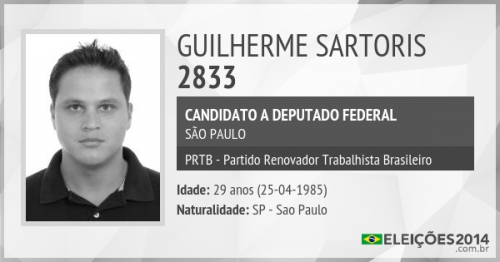 GUILHERME SARTORIS
2833
CANDIDATO A DEPUTADO FEDERAL
SÃO PAULO
PRTB - Partido Renovador Trabalhista Brasileiro
Idade: 29 anos (25-04-1985)
Naturalidade: SP - Sao Paulo
ELEIÇÕES2014
.com.br